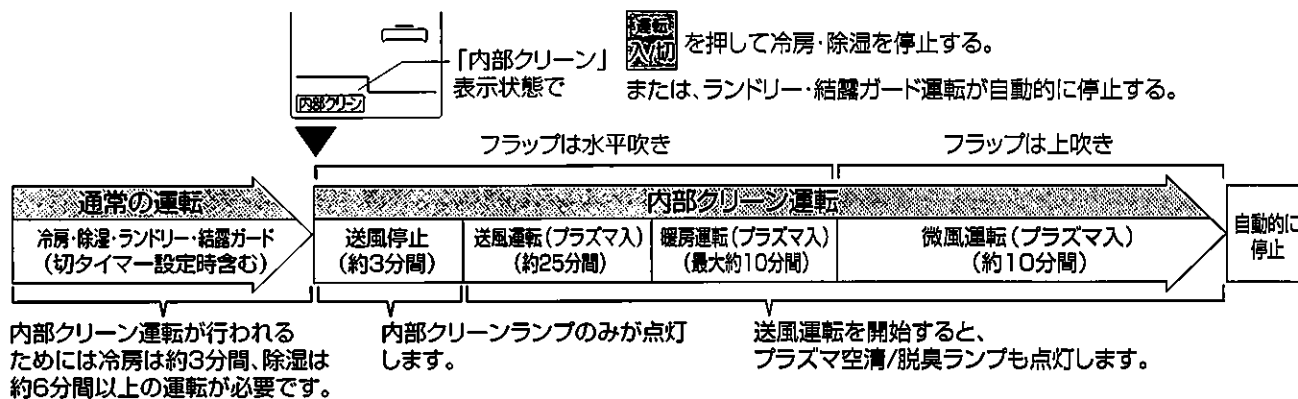 運転
入/切 を押して冷房・除湿を停止する。
「内部クリーン」
表示状態で
または、ランドリー・結露ガード運転が自動的に停止する。
内部クリーン
フラップは水平吹き
フラップは上吹き
通常の運転
内部クリーン運転
冷房・除湿・ランドリー・結露ガード
(切タイマー設定時含む)
送風停止
(約3分間)
送風運転(プラズマ入)
(約25分間)
暖房運転(プラズマ入)
(最大約10分間)
微風運転(プラズマ入)
(約10分間)
自動的に
停止
内部クリーン運転が行われる
ためには冷房は約3分間、除湿は
約6分間以上の運転が必要です。
内部クリーンランプのみが点灯
します。
送風運転を開始すると、
プラズマ空清/脱臭ランプも点灯します。